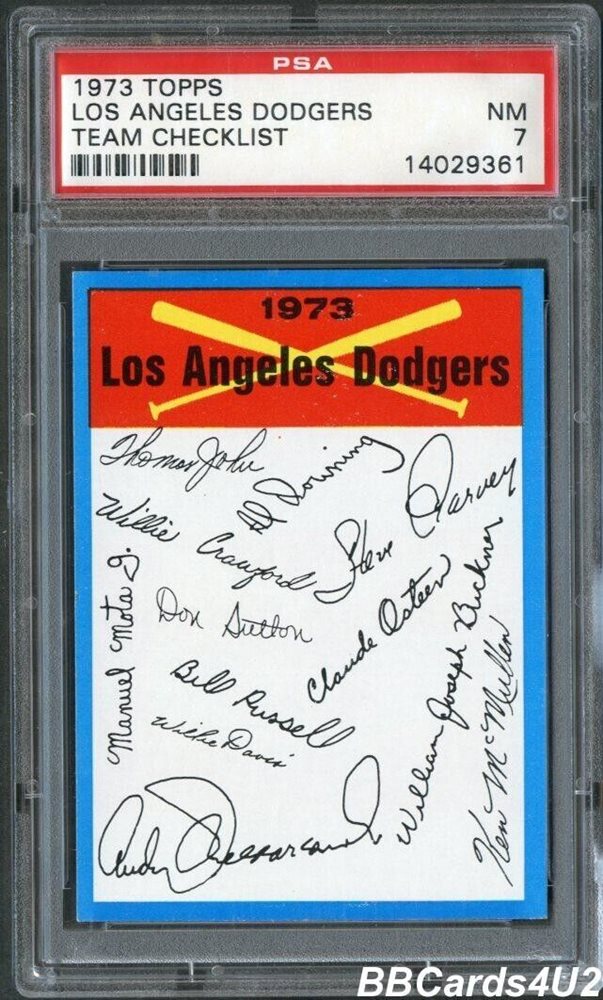 PSA
1973 TOPPS
LOS ANGELES DODGERS NM
TEAM CHECKLIST 7
14029361
1973
Los Angeles Dodgers
Thomas John
Al Downing
Steve Garvey
Willie Crawford
Manuel Mota G.
Don Sutton
Claude Osteen
William Joseph Buckner
Bill Russell
Ken McMullen
Willie Davis
Andy Messersmith
BBCards4U2